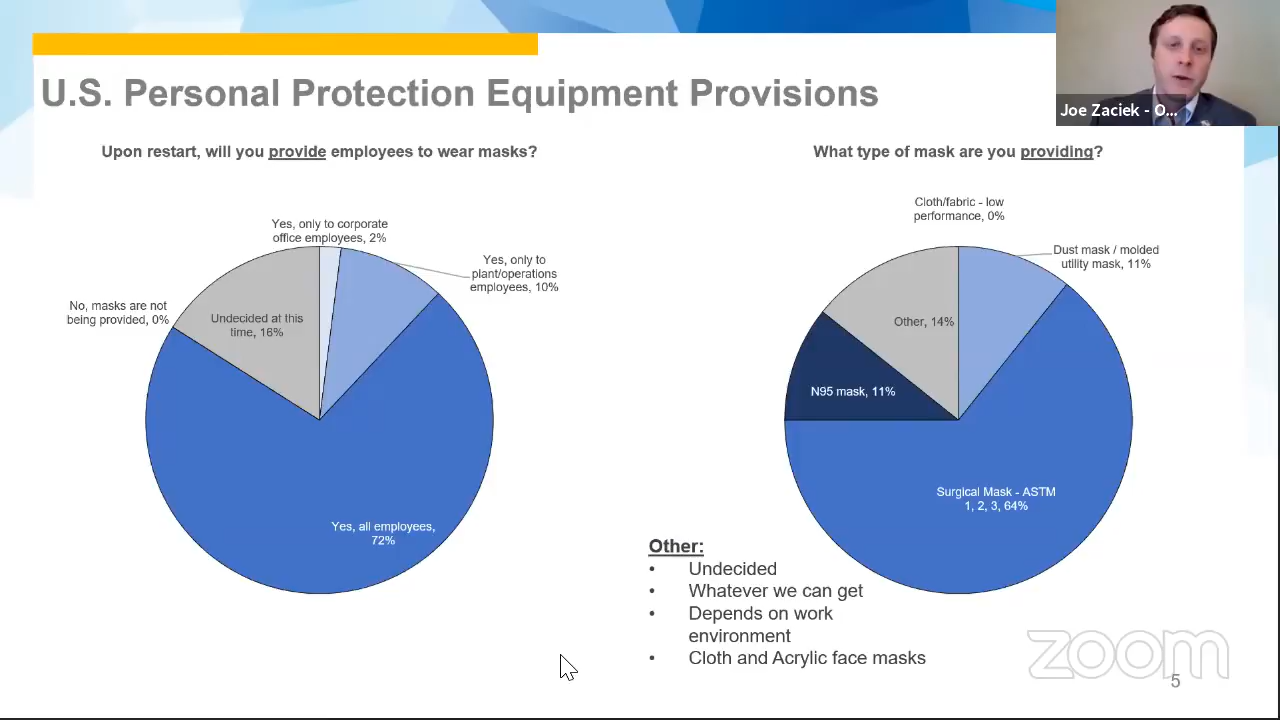 U.S. Personal Protection Equipment Provisions
Joe Zaciek - O...
Upon restart, will you provide employees to wear masks?
Yes, only to corporate
office employees, 2%
Yes, only to
plant/operations
employees, 10%
No, masks are not
being provided, 0%
Undecided at this
time, 16%
Yes, all employees,
72%
What type of mask are you providing?
Cloth/fabric - low
performance, 0%
Dust mask / molded
utility mask, 11%
Other, 14%
N95 mask, 11%
Surgical Mask - ASTM
1, 2, 3, 64%
Other:
• Undecided
• Whatever we can get
• Depends on work
environment
• Cloth and Acrylic face masks
zoom
5